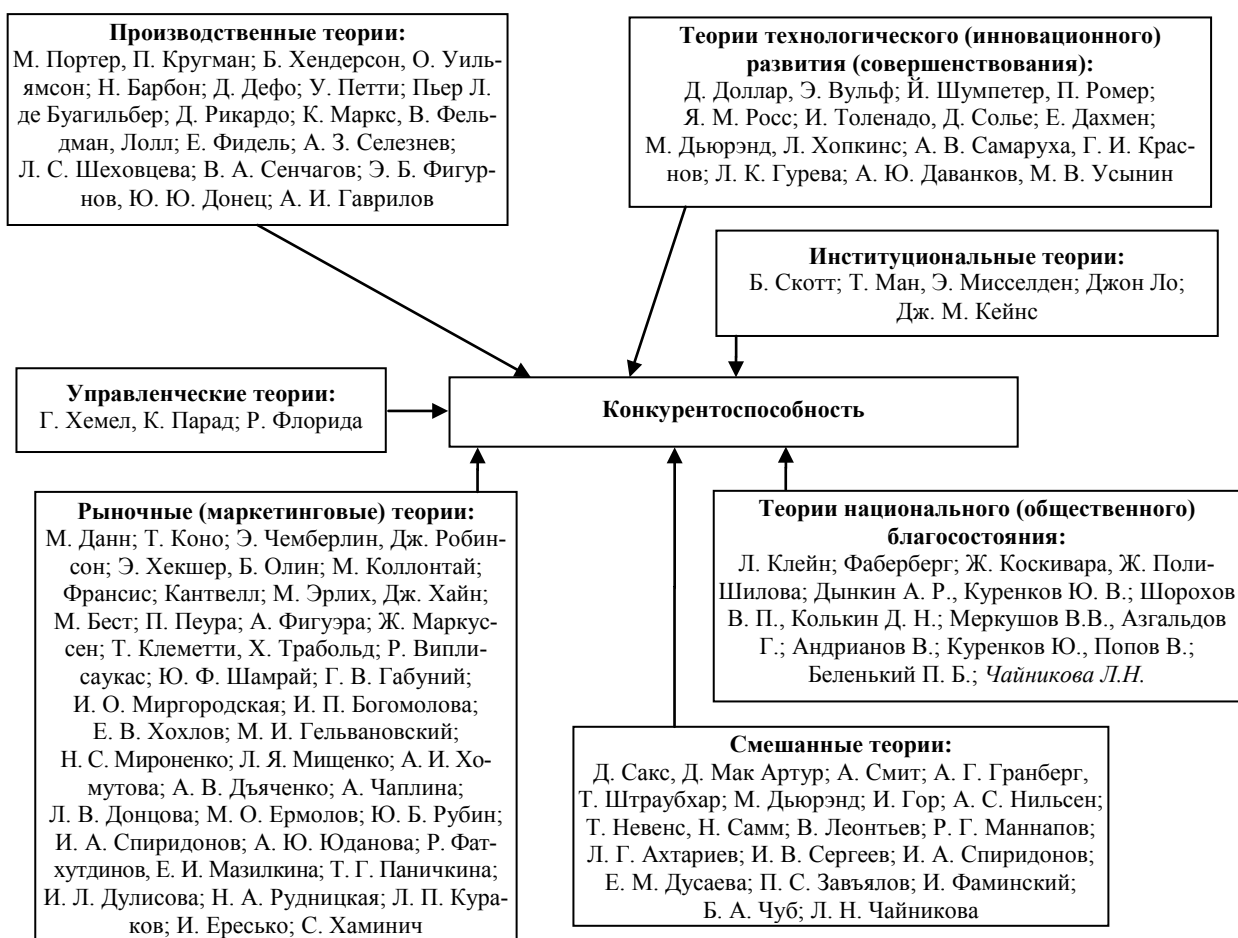 Производственные теории:
М. Портер, П. Кругман; Б. Хендерсон, О. Уиль-
ямсон; Н. Барбон; Д. Дефо; У. Петти; Пьер Л.
де Буагильбер; Д. Рикардо; К. Маркс, В. Фель-
дман, Лолл; Е. Фидель; А. З. Селезнев;
Л. С. Шеховцева; В. А. Сенчагов; Э. Б. Фигур-
нов, Ю. Ю. Донец; А. И. Гаврилов
Теории технологического (инновационного)
развития (совершенствования):
Д. Доллар, Э. Вульф; Й. Шумпетер, П. Ромер;
Я. М. Росс; И. Толенадо, Д. Солье; Е. Дахмен;
М. Дьюрэнд, Л. Хопкинс; А. В. Самаруха, Г. И. Крас-
нов; Л. К. Гурева; А. Ю. Даванков, М. В. Усынин
Институциональные теории:
Б. Скотт; Т. Ман, Э. Мисселден; Джон Ло;
Дж. М. Кейнс
Управленческие теории:
Г. Хемел, К. Парад; Р. Флорида
Конкурентоспособность
Рыночные (маркетинговые) теории:
М. Данн; Т. Коно; Э. Чемберлин, Дж. Робин-
сон; Э. Хекшер, Б. Олин; М. Коллонтай;
Франсис; Кантвелл; М. Эрлих, Дж. Хайн;
М. Бест; П. Пеура; А. Фигуэра; Ж. Маркус-
сен; Т. Клеметти, Х. Трабольд; Р. Випли-
саукас; Ю. Ф. Шамрай; Г. В. Габуний;
И. О. Миргородская; И. П. Богомолова;
Е. В. Хохлов; М. И. Гельвановский;
Н. С. Мироненко; Л. Я. Мищенко; А. И. Хо-
мутова; А. В. Дъяченко; А. Чаплина;
Л. В. Донцова; М. О. Ермолов; Ю. Б. Рубин;
И. А. Спиридонов; А. Ю. Юданова; Р. Фат-
хутдинов, Е. И. Мазилкина; Т. Г. Паничкина;
И. Л. Дулисова; Н. А. Рудницкая; Л. П. Кура-
ков; И. Ересько; С. Хаминич
Теории национального (общественного)
благосостояния:
Л. Клейн; Фаберберг; Ж. Коскивара, Ж. Поли-
Шилова; Дынкин А. Р., Куренков Ю. В.; Шорохов
В. П., Колькин Д. Н.; Меркушов В.В., Азгальдов
Г.; Андрианов В.; Куренков Ю., Попов В.;
Беленький П. Б.; Чайникова Л.Н.
Смешанные теории:
Д. Сакс, Д. Мак Артур; А. Смит; А. Г. Гранберг,
Т. Штраубхар; М. Дьюрэнд; И. Гор; А. С. Нильсен;
Т. Невенс, Н. Самм; В. Леонтьев; Р. Г. Маннапов;
Л. Г. Ахтариев; И. В. Сергеев; И. А. Спиридонов;
Е. М. Дусаева; П. С. Завъялов; И. Фаминский;
Б. А. Чуб; Л. Н. Чайникова